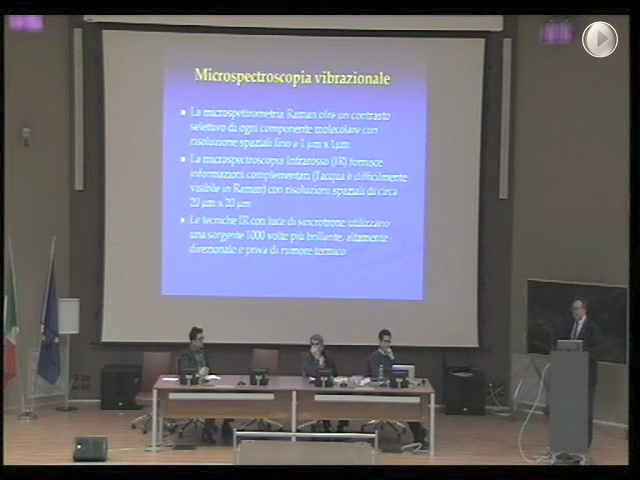 Microspectroscopia vibrazionale
La microspettrometria Raman ofre un contrasto
selettivo di ogni componente molecolare con
risoluzione spaziali fino a 1 µm x 1µm
La microspectroscopia Infrarosso (IR) fornisce
informazioni complementari (l'acqua è difficilmente
visibile in Raman) con risoluzioni spaziali di circa
20 µm x 20 µm
Le tecniche IR con luce di sincrotrone utilizzano
una sorgente 1000 volte più brillante, altamente
direzionale e priva di rumore termico